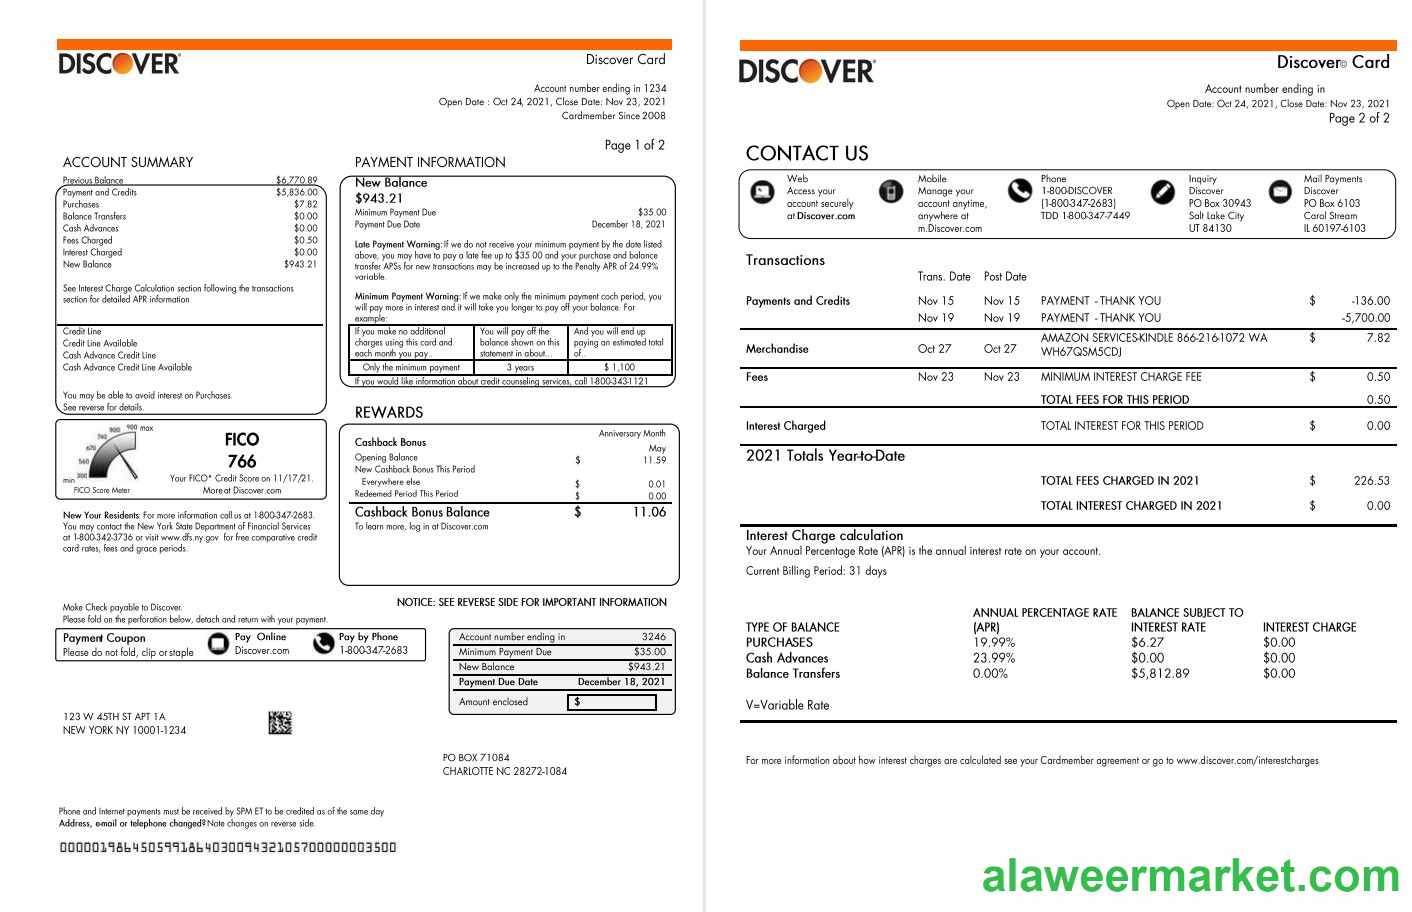 DISCOVER
Discover Card
Account number ending in 1234
Open Date : Oct 24, 2021, Close Date: Nov 23, 2021
Cardmember Since 2008
Page 1 of 2
ACCOUNT SUMMARY
Previous Balance $6,770.89
Payment and Credits $5,836.00
Purchases $7.82
Balance Transfers $0.00
Cash Advances $0.00
Fees Charged $0.50
Interest Charged $0.00
New Balance $943.21
See Interest Charge Calculation section following the transactions
section for detailed APR information
Credit Line
Credit Line Available
Cash Advance Credit Line
Cash Advance Credit Line Available
You may be able to avoid interest on Purchases.
See reverse for details.
PAYMENT INFORMATION
New Balance
$943.21
Minimum Payment Due $35.00
Payment Due Date December 18, 2021
Late Payment Warning: If we do not receive your minimum payment by the date listed
above, you may have to pay a late fee up to $35 00 and your purchase and balance
transfer APSs for new transactions may be increased up to the Penalty APR of 24.99%
variable.
Minimum Payment Warning: If we make only the minimum payment coch period, you
will pay more in interest and it will take you longer to pay off your balance. For
example:
If you make no additional
charges using this card and
each month you pay..
You will pay off the
balance shown on this
statement in about...
And you will end up
paying an estimated total
of..
Only the minimum payment 3 years $ 1,100
If you would like information about credit counseling services, call 1-800-343-1121
REWARDS
Anniversary Month
Cashback Bonus May
Opening Balance $ 11.59
New Cashback Bonus This Period
Everywhere else $ 0.01
Redeemed Period This Period $ 0.00
Cashback Bonus Balance $ 11.06
To learn more, log in at Discover.com
min 300 560 670 740 800 900 max
FICO Score Meter
FICO
766
Your FICO* Credit Score on 11/17/21.
More at Discover.com
New Your Residents: For more information call us at 1-800-347-2683.
You may contact the New York State Department of Financial Services
at 1-800-342-3736 or visit www.dfs.ny.gov for free comparative credit
card rates, fees and grace periods.
NOTICE: SEE REVERSE SIDE FOR IMPORTANT INFORMATION
Make Check payable to Discover.
Please fold on the perforation below, detach and return with your payment.
Payment Coupon
Please do not fold, clip or staple
Pay Online
Discover.com
Pay by Phone
1-800-347-2683
Account number ending in 3246
Minimum Payment Due $35.00
New Balance $943.21
Payment Due Date December 18, 2021
Amount enclosed $
123 W 45TH ST APT 1A
NEW YORK NY 10001-1234
PO BOX 71084
CHARLOTTE NC 28272-1084
Phone and Internet payments must be received by SPM ET to be credited as of the same day
Address, e-mail or telephone changed? Note changes on reverse side.
0000019864505991864030094321057000000003500
DISCOVER
Discover© Card
Account number ending in
Open Date: Oct 24, 2021, Close Date: Nov 23, 2021
Page 2 of 2
CONTACT US
Web
Access your
account securely
at Discover.com
Mobile
Manage your
account anytime,
anywhere at
m.Discover.com
Phone
1-800-DISCOVER
(1-800-347-2683)
TDD 1-800-347-7449
Inquiry
Discover
PO Box 30943
Salt Lake City
UT 84130
Mail Payments
Discover
PO Box 6103
Carol Stream
IL 60197-6103
Transactions
Trans. Date Post Date
Payments and Credits Nov 15 Nov 15 PAYMENT - THANK YOU $ -136.00
Nov 19 Nov 19 PAYMENT - THANK YOU -5,700.00
Merchandise Oct 27 Oct 27 AMAZON SERVICES-KINDLE 866-216-1072 WA $ 7.82
WH67QSM5CDJ
Fees Nov 23 Nov 23 MINIMUM INTEREST CHARGE FEE $ 0.50
TOTAL FEES FOR THIS PERIOD 0.50
Interest Charged TOTAL INTEREST FOR THIS PERIOD $ 0.00
2021 Totals Year-to-Date
TOTAL FEES CHARGED IN 2021 $ 226.53
TOTAL INTEREST CHARGED IN 2021 $ 0.00
Interest Charge calculation
Your Annual Percentage Rate (APR) is the annual interest rate on your account.
Current Billing Period: 31 days
ANNUAL PERCENTAGE RATE BALANCE SUBJECT TO
TYPE OF BALANCE (APR) INTEREST RATE INTEREST CHARGE
PURCHASES 19.99% $6.27 $0.00
Cash Advances 23.99% $0.00 $0.00
Balance Transfers 0.00% $5,812.89 $0.00
V=Variable Rate
For more information about how interest charges are calculated see your Cardmember agreement or go to www.discover.com/interestcharges
alaweermarket.com